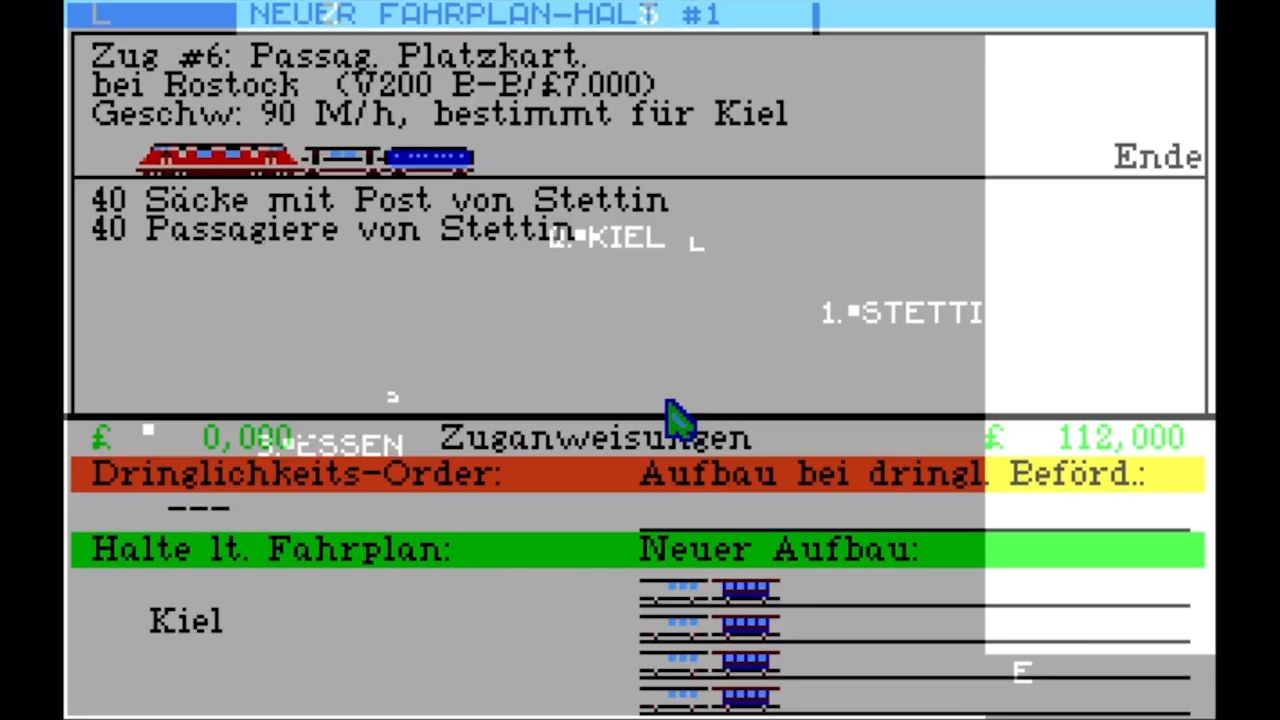 NEUER FAHRPLAN-HALS #1
Zug #6: Passag. Platzkart.
bei Rostock (V200 B-B/£7.000)
Geschw: 90 M/h, bestimmt für Kiel
Ende
40 Säcke mit Post von Stettin
40 Passagiere von Stettin
KIEL
1. STETTI
£ 0,000 Zuganweisungen £ 112,000
3. ESSEN
Dringlichkeits-Order: Aufbau bei dringl. Beförd.:
---
Halte lt. Fahrplan: Neuer Aufbau:
Kiel
E